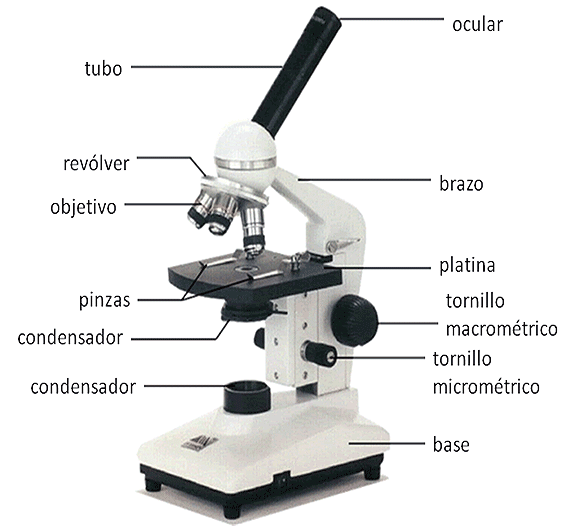 ocular
tubo
revólver
brazo
objetivo
platina
pinzas
tornillo
macrométrico
condensador
tornillo
micrométrico
condensador
base